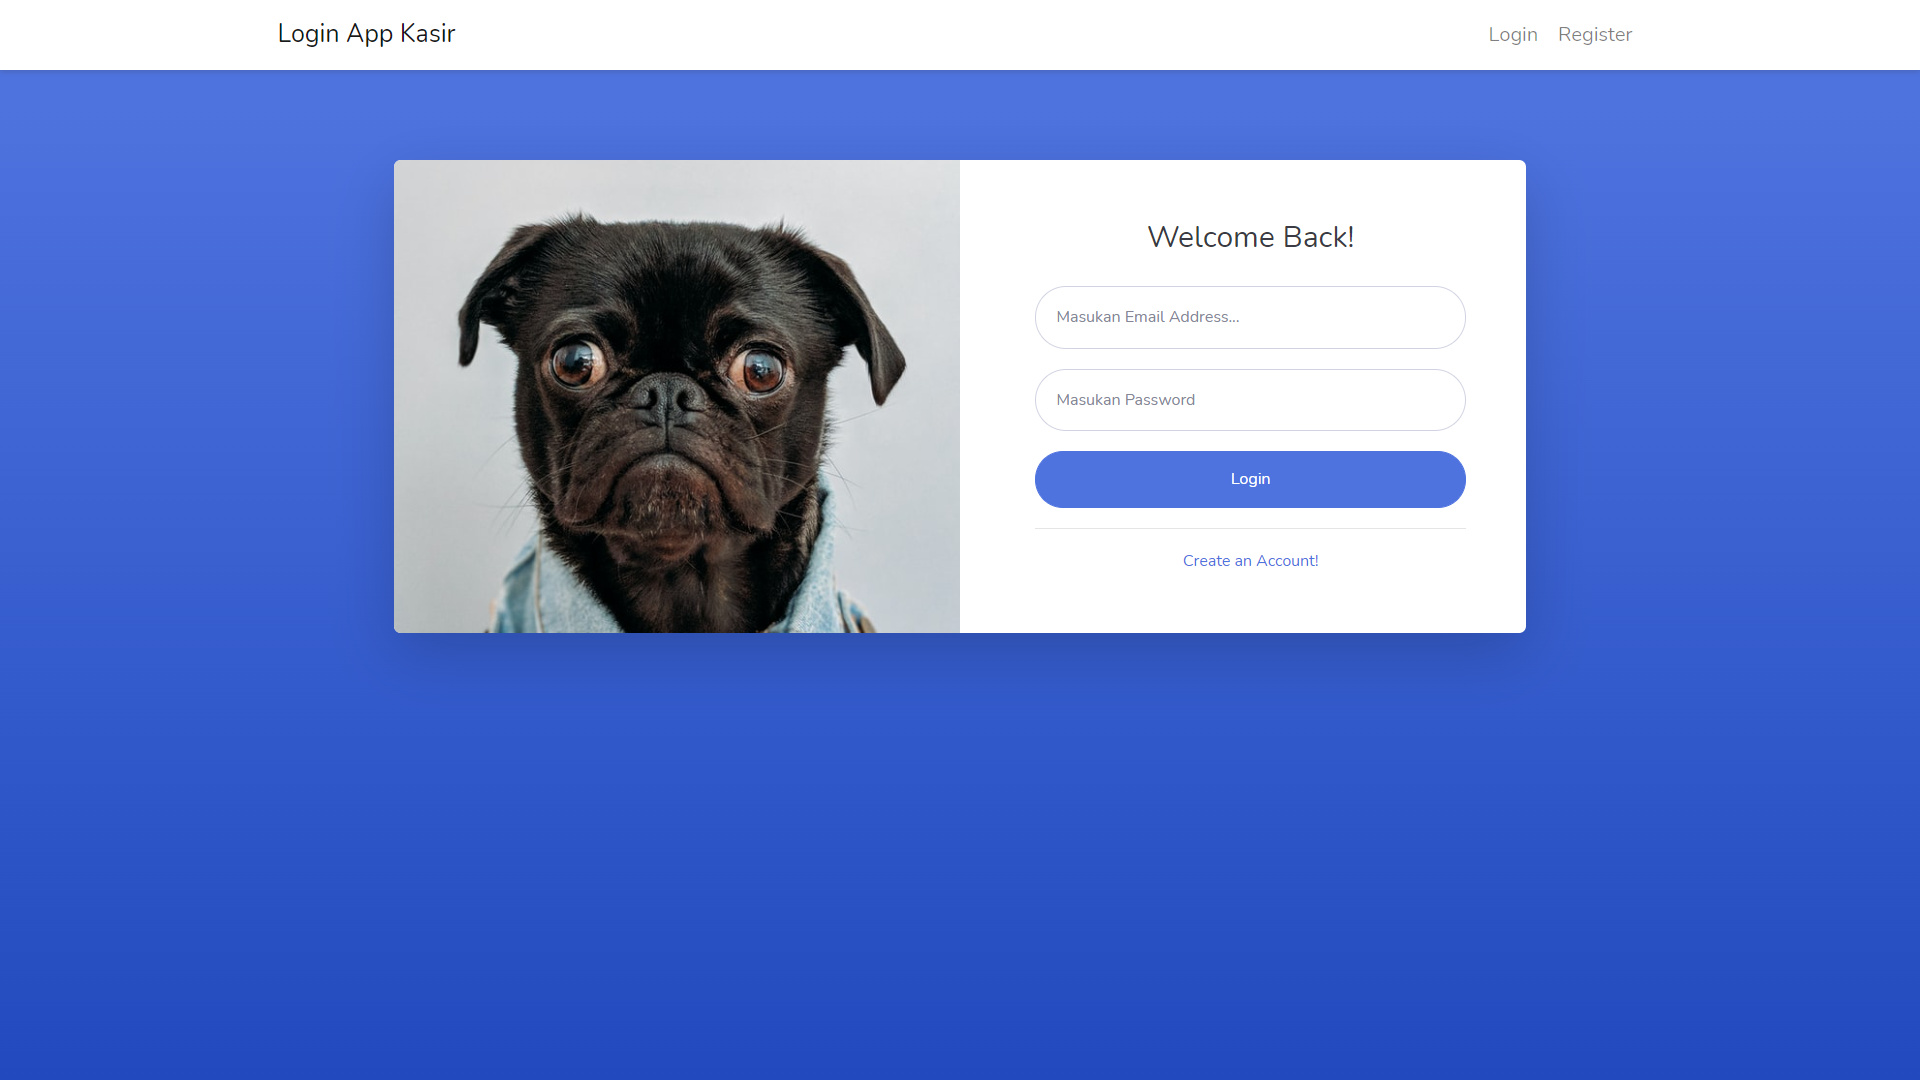 Login App Kasir
Login
Register
Welcome Back!
Masukan Email Address...
Masukan Password
Login
Create an Account!